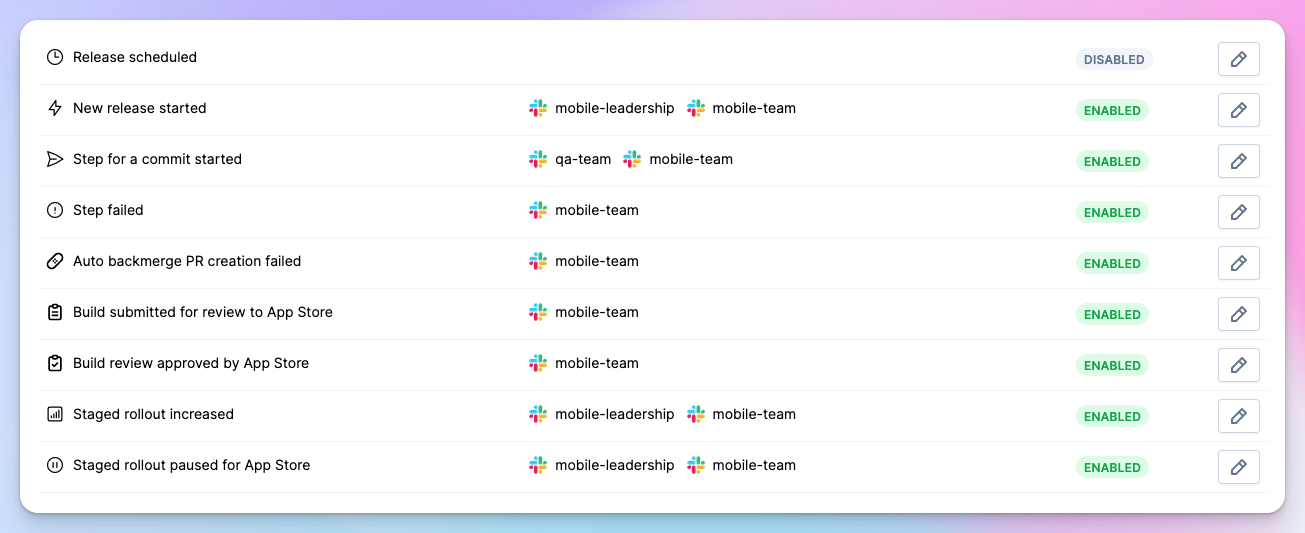 Release scheduled DISABLED
New release started mobile-leadership mobile-team ENABLED
Step for a commit started qa-team mobile-team ENABLED
Step failed mobile-team ENABLED
Auto backmerge PR creation failed mobile-team ENABLED
Build submitted for review to App Store mobile-team ENABLED
Build review approved by App Store mobile-team ENABLED
Staged rollout increased mobile-leadership mobile-team ENABLED
Staged rollout paused for App Store mobile-leadership mobile-team ENABLED